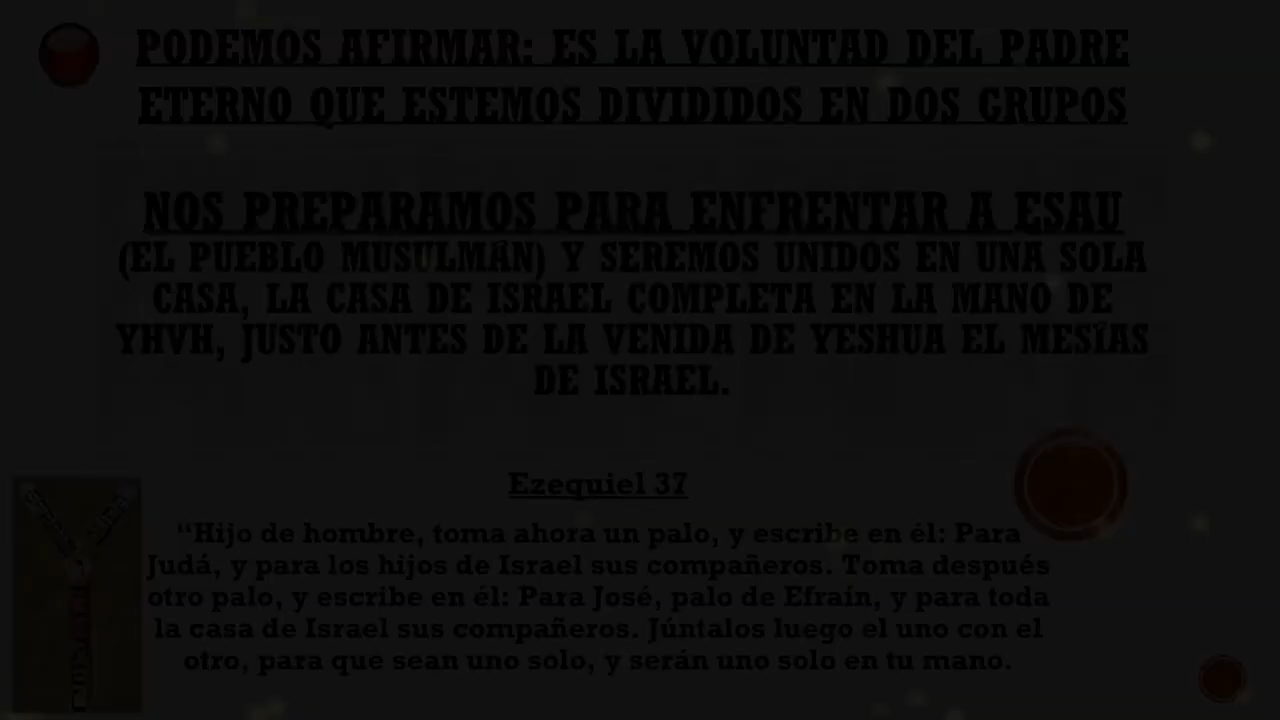 PODEMOS AFIRMAR: ES LA VOLUNTAD DEL PADRE
ETERNO QUE ESTEMOS DIVIDIDOS EN DOS GRUPOS
NOS PREPARAMOS PARA ENFRENTAR A ESAU
(EL PUEBLO MUSULMÁN) Y SEREMOS UNIDOS EN UNA SOLA
CASA, LA CASA DE ISRAEL COMPLETA EN LA MANO DE
YHVH, JUSTO ANTES DE LA VENIDA DE YESHUA EL MESÍAS
DE ISRAEL.
Ezequiel 37
“Hijo de hombre, toma ahora un palo, y escribe en él: Para
Judá, y para los hijos de Israel sus compañeros. Toma después
otro palo, y escribe en él: Para José, palo de Efraín, y para toda
la casa de Israel sus compañeros. Júntalos luego el uno con el
otro, para que sean uno solo, y serán uno solo en tu mano.